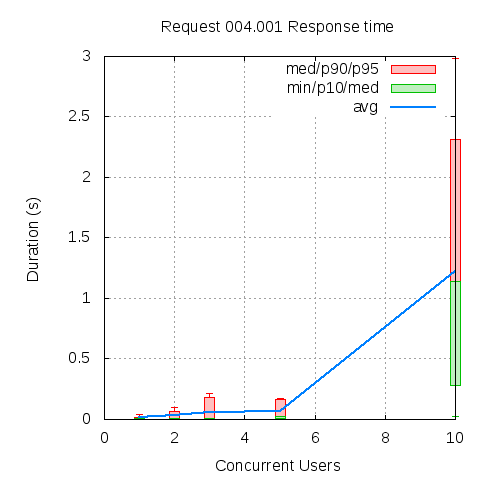 Request 004.001 Response time
med/p90/p95
min/p10/med
avg
Duration (s)
3
2.5
2
1.5
1
0.5
0
0 2 4 6 8 10
Concurrent Users